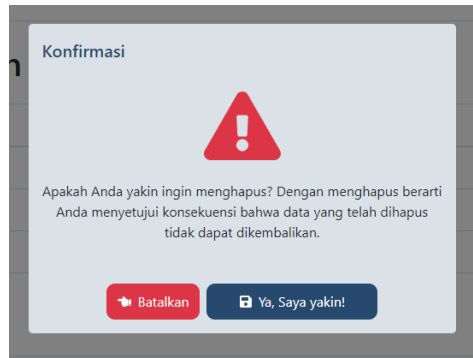 Konfirmasi
Apakah Anda yakin ingin menghapus? Dengan menghapus berarti
Anda menyetujui konsekuensi bahwa data yang telah dihapus
tidak dapat dikembalikan.
Batalkan
Ya, Saya yakin!